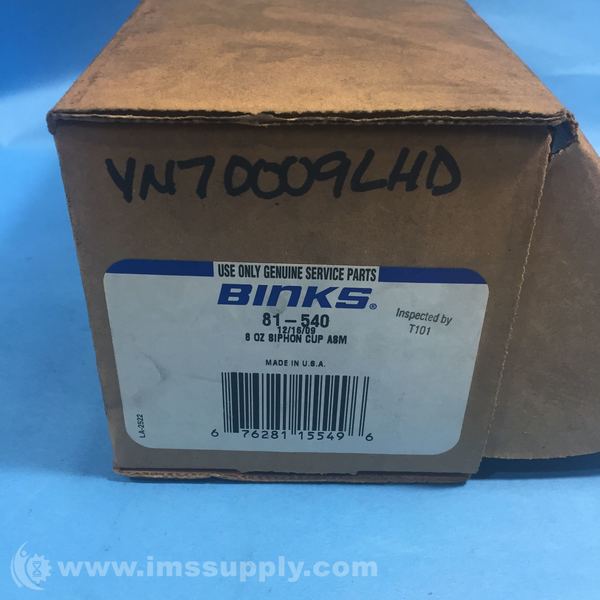 VN70009LHD
USE ONLY GENUINE SERVICE PARTS
BINKS®
81-540
12/16/09
8 OZ SIPHON CUP ASM
Inspected by
T101
MADE IN U.S.A.
LA-2522
6 76281 15549 6
www.imssupply.com